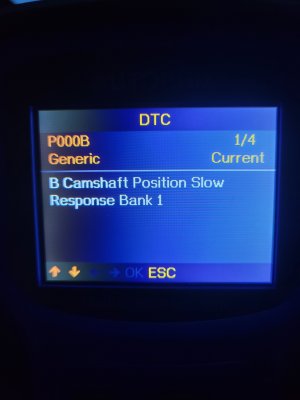 DTC
P000B 1/4
Generic Current
B Camshaft Position Slow
Response Bank 1
OK ESC